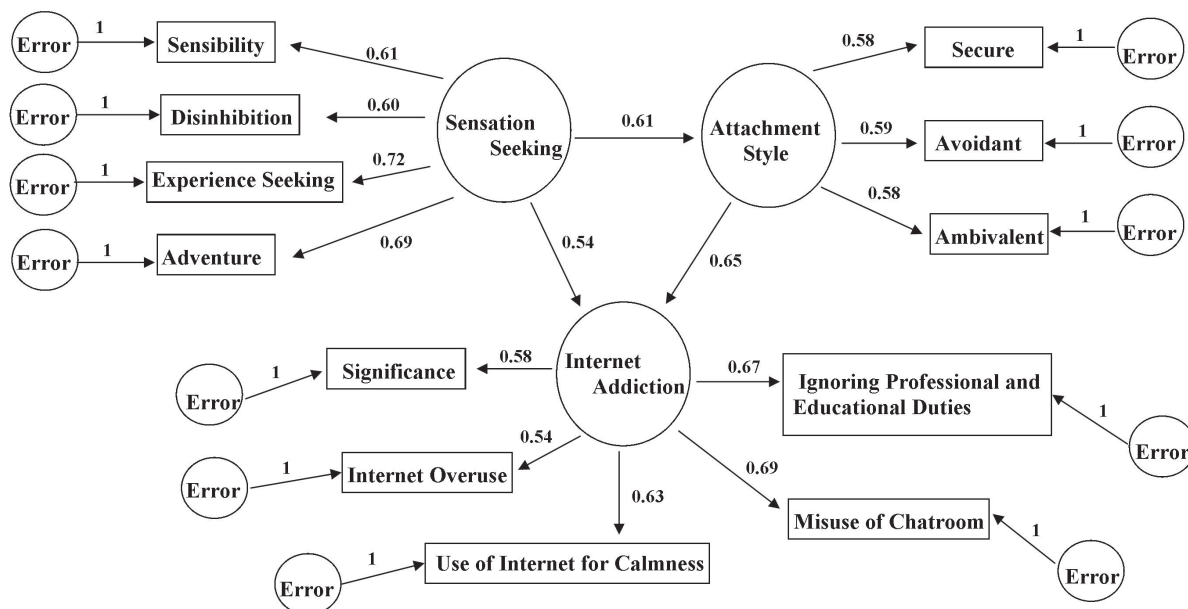 Error
1
Sensibility
0.61
Error
1
Disinhibition
0.60
Error
1
Experience Seeking
0.72
Error
1
Adventure
0.69
Sensation
Seeking
0.61
Attachment
Style
0.58
Secure
1
Error
0.59
Avoidant
1
Error
0.58
Ambivalent
1
Error
0.54
0.65
Internet
Addiction
0.58
Significance
1
Error
0.54
Internet Overuse
1
Error
0.63
Use of Internet for Calmness
1
Error
0.67
Ignoring Professional and
Educational Duties
1
Error
0.69
Misuse of Chatroom
1
Error